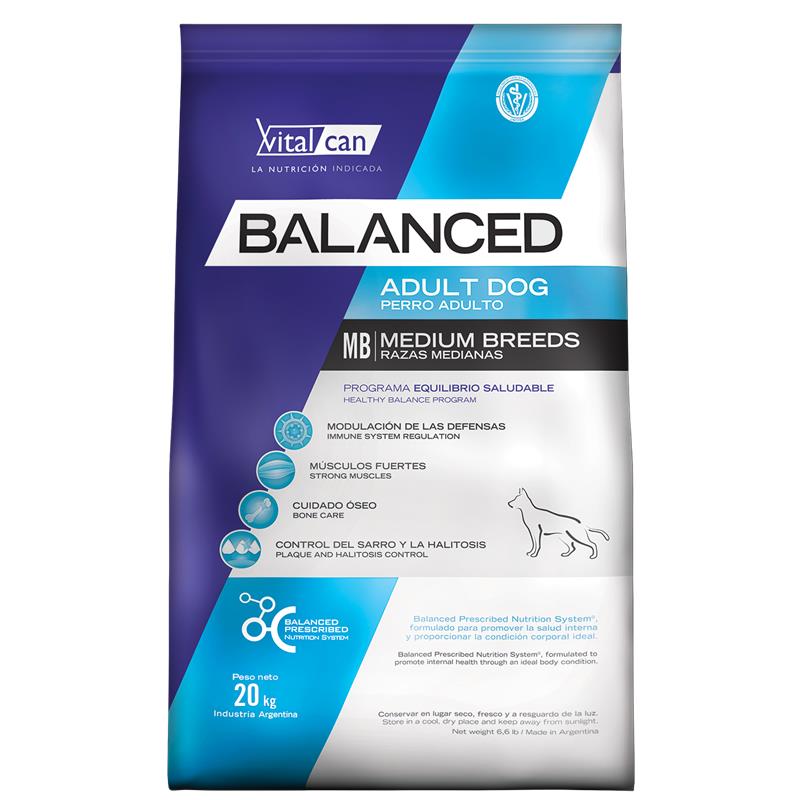 Vital can
LA NUTRICIÓN INDICADA
BALANCED
ADULT DOG
PERRO ADULTO
MB MEDIUM BREEDS
RAZAS MEDIANAS
PROGRAMA EQUILIBRIO SALUDABLE
HEALTHY BALANCE PROGRAM
MODULACIÓN DE LAS DEFENSAS
IMMUNE SYSTEM REGULATION
MÚSCULOS FUERTES
STRONG MUSCLES
CUIDADO ÓSEO
BONE CARE
CONTROL DEL SARRO Y LA HALITOSIS
PLAQUE AND HALITOSIS CONTROL
BALANCED
PRESCRIBED
NUTRITION SYSTEM
Balanced Prescribed Nutrition System®,
formulado para promover la salud interna
y proporcionar la condición corporal ideal.
Balanced Prescribed Nutrition System®, formulated to
promote internal health through an ideal body condition.
Peso neto
20 kg
Industria Argentina
Conservar en lugar seco, fresco y a resguardo de la luz.
Store in a cool, dry place and keep away from sunlight.
Net weight 6,6 lb / Made in Argentina